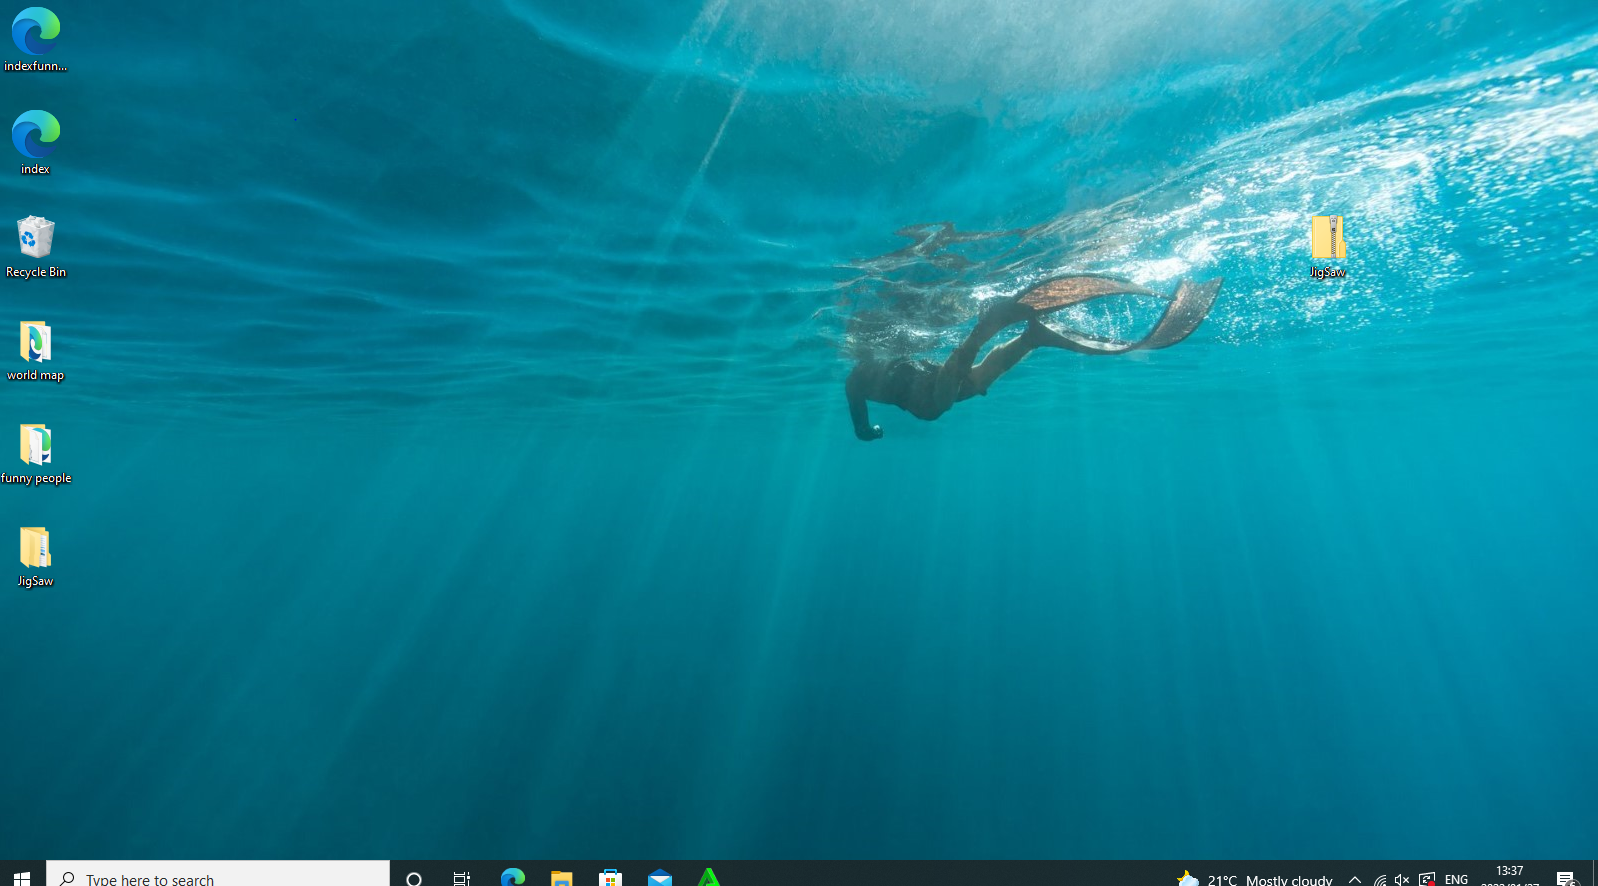 indexfunn...
index
Recycle Bin
world map
funny people
JigSaw
JigSaw
Type here to search
21°C Mostly cloudy
ENG
13:37